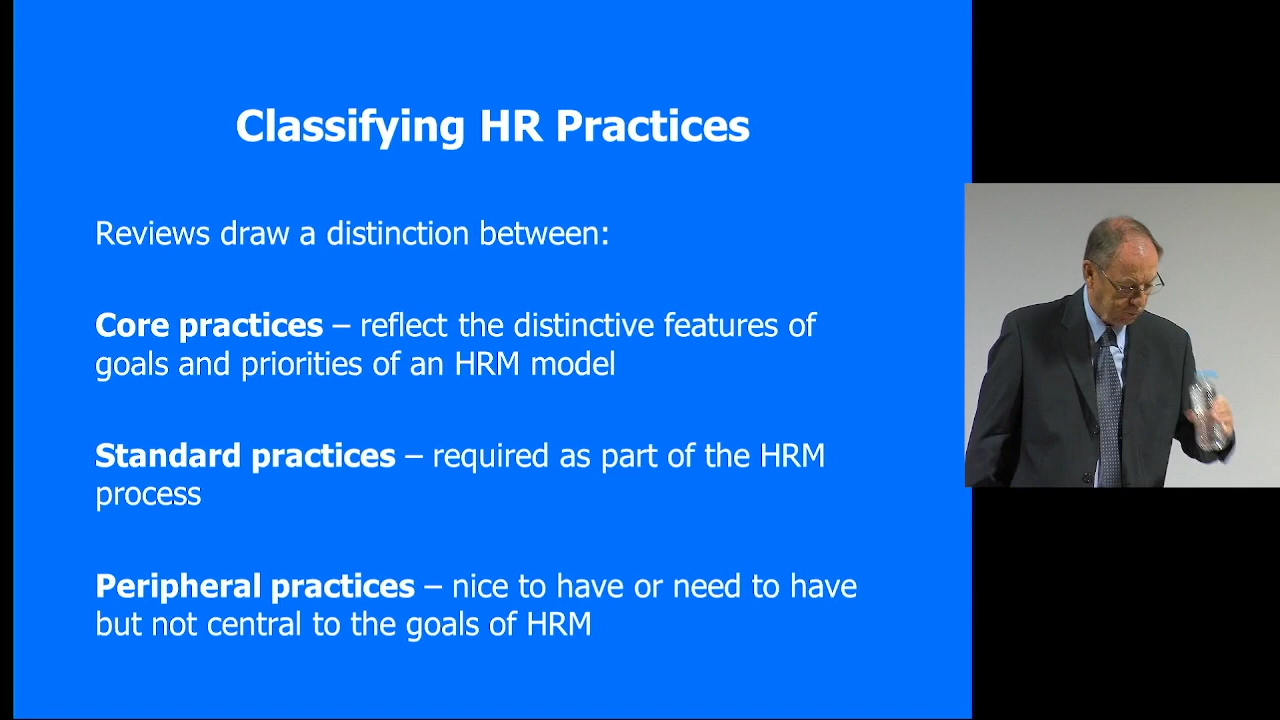 Classifying HR Practices
Reviews draw a distinction between:
Core practices – reflect the distinctive features of
goals and priorities of an HRM model
Standard practices – required as part of the HRM
process
Peripheral practices – nice to have or need to have
but not central to the goals of HRM